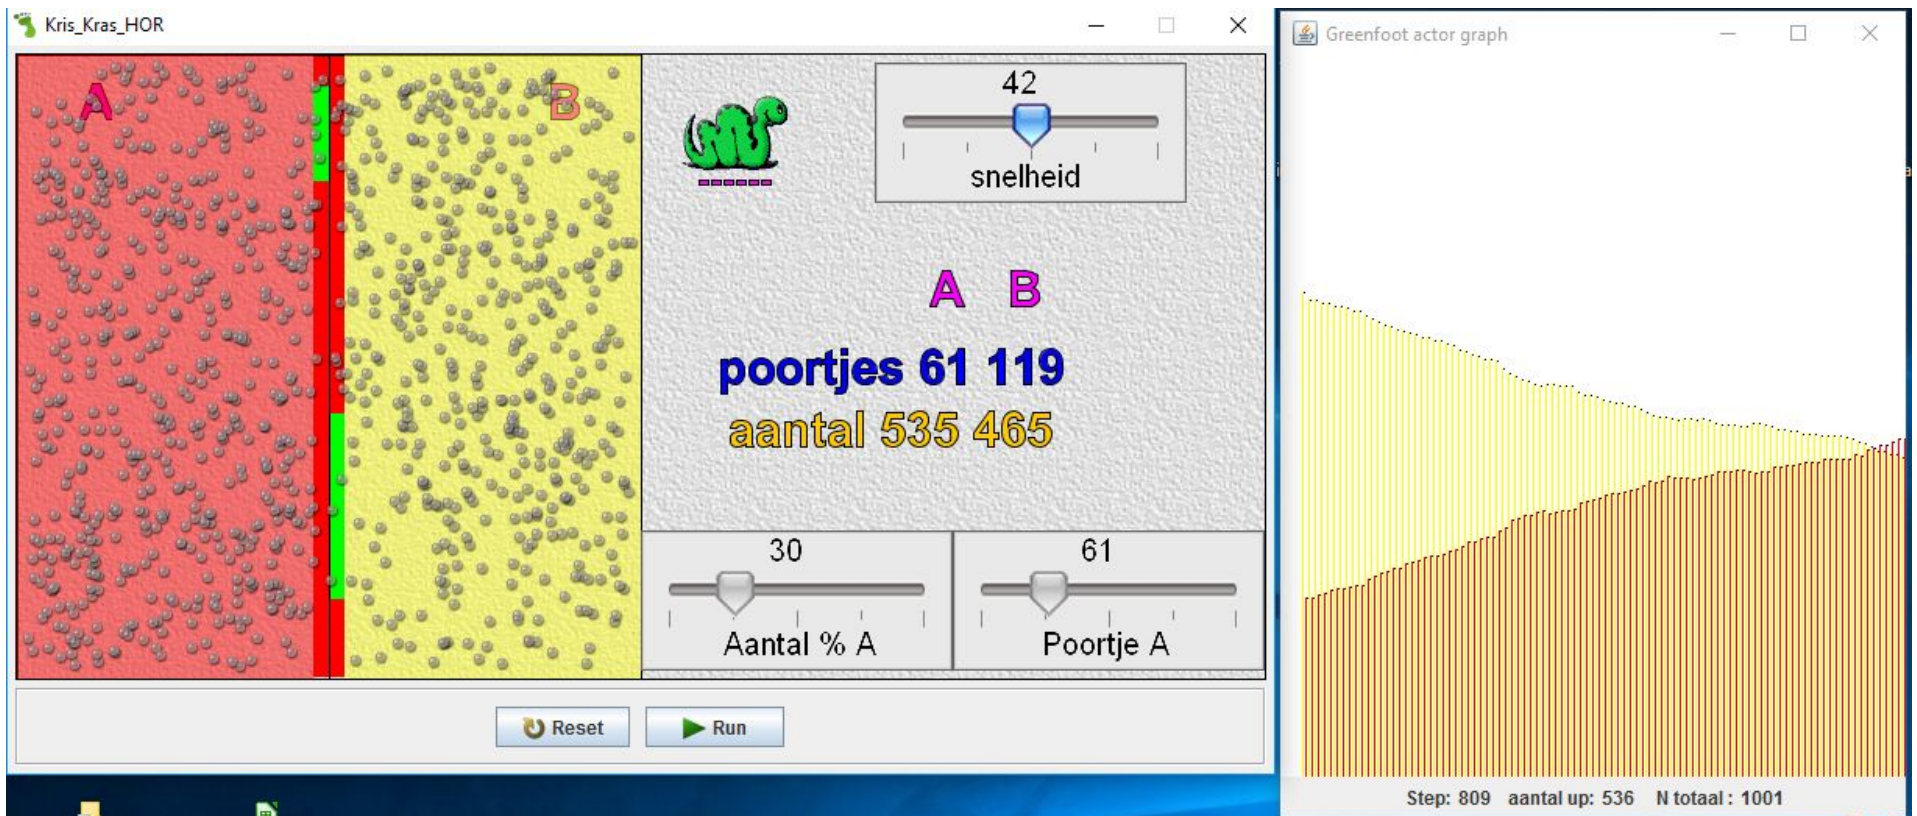 Kris_Kras_HOR
A
B
42
snelheid
A B
poortjes 61 119
aantal 535 465
30
Aantal % A
61
Poortje A
Reset
Run
Greenfoot actor graph
Step: 809 aantal up: 536 N totaal : 1001